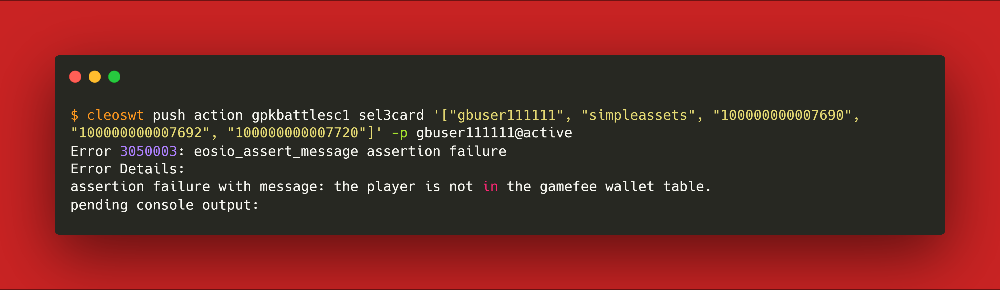 $ cleoswt push action gpkbattlesc1 sel3card '["gbuser111111", "simpleassets", "100000000007690",
"100000000007692", "100000000007720"]' -p gbuser111111@active
Error 3050003: eosio_assert_message assertion failure
Error Details:
assertion failure with message: the player is not in the gamefee wallet table.
pending console output: